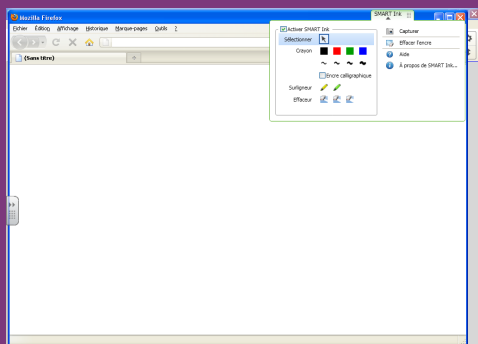 Mozilla Firefox
SMART Ink
Fichier Édition Affichage Historique Marque-pages Outils ?
(Sans titre)
Activer SMART Ink
Sélectionner
Crayon
Encre calligraphique
Surligneur
Effaceur
Capturer
Effacer l'encre
Aide
À propos de SMART Ink...